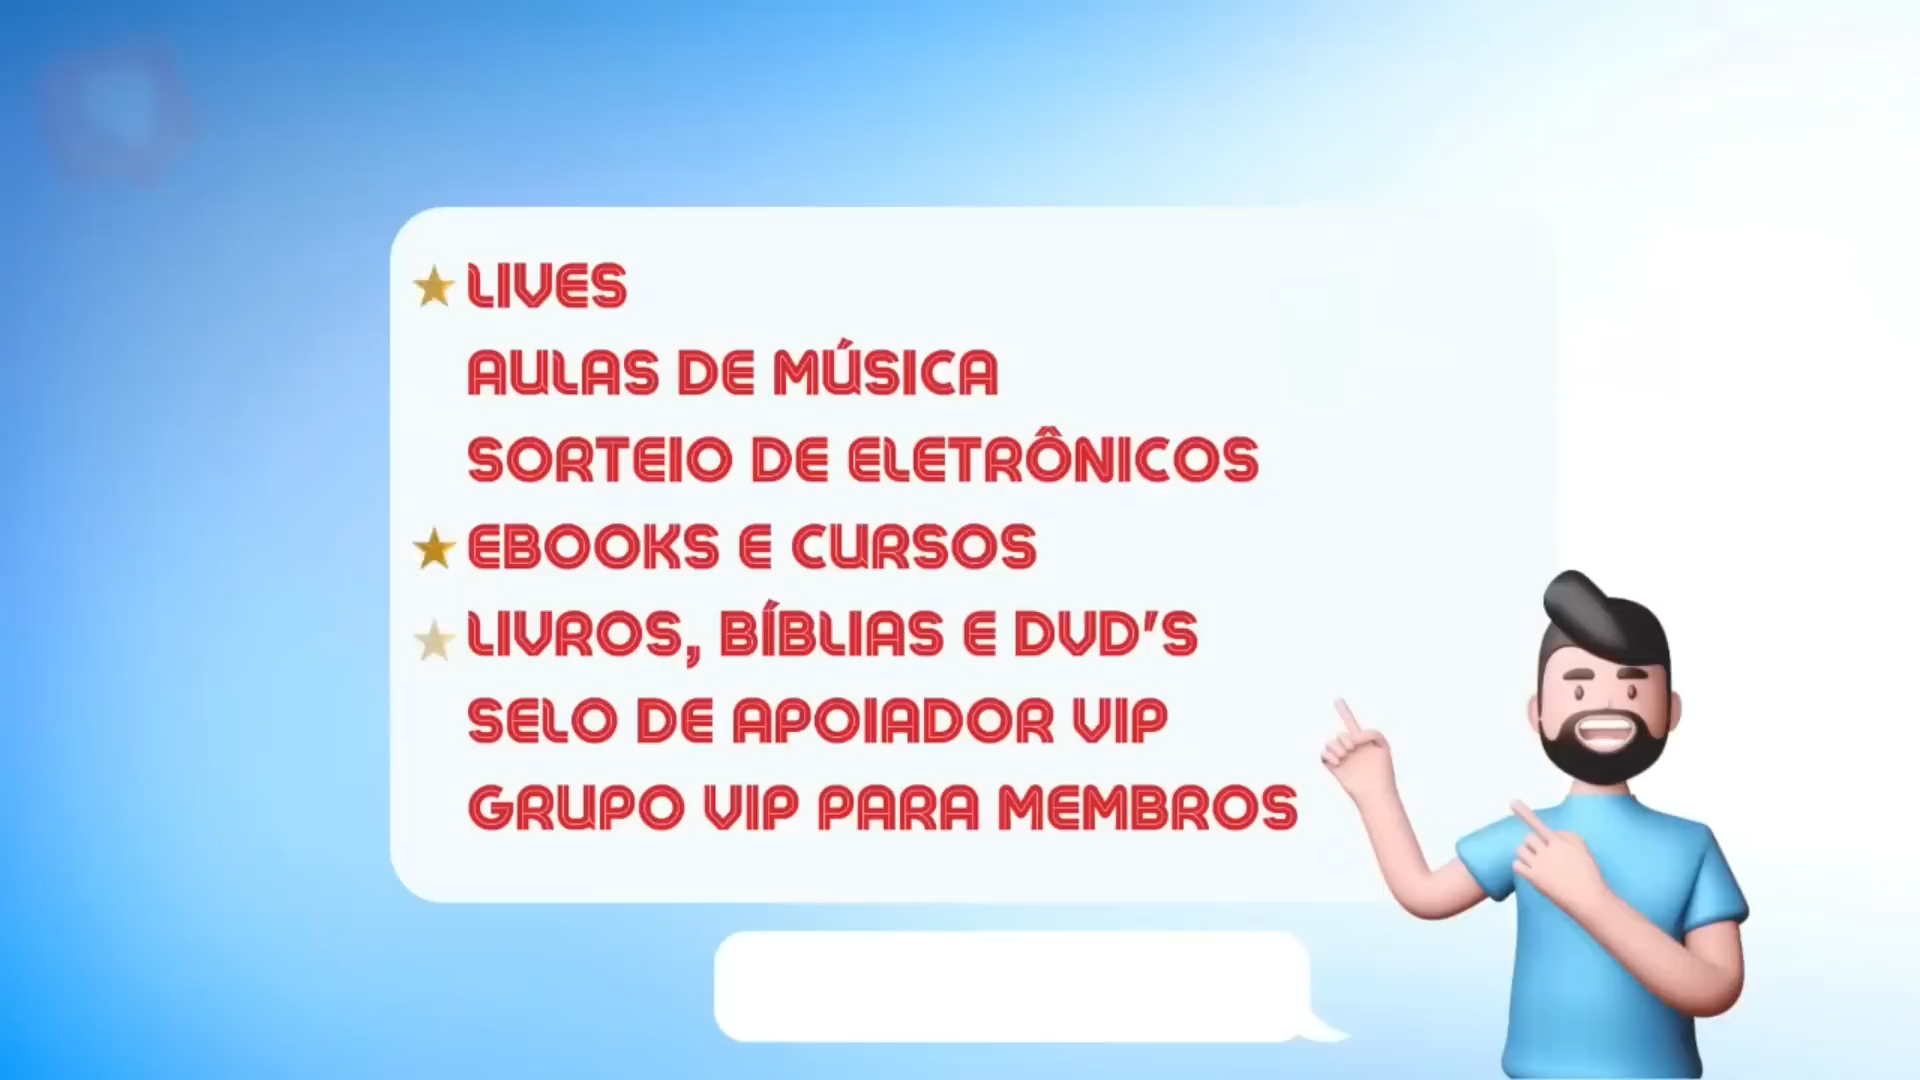 LIVES
AULAS DE MÚSICA
SORTEIO DE ELETRÔNICOS
EBOOKS E CURSOS
LIVROS, BÍBLIAS E DVD'S
SELO DE APOIADOR VIP
GRUPO VIP PARA MEMBROS